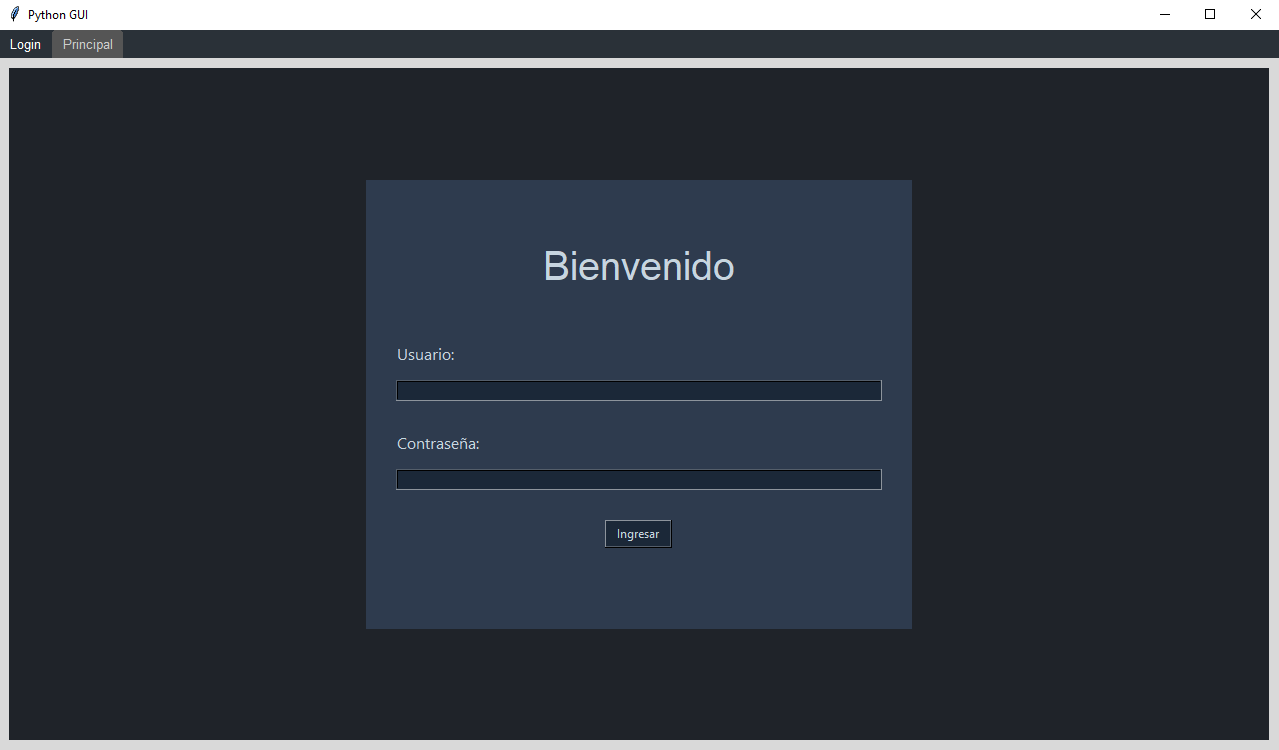 Python GUI
Login Principal
Bienvenido
Usuario:
Contraseña:
Ingresar